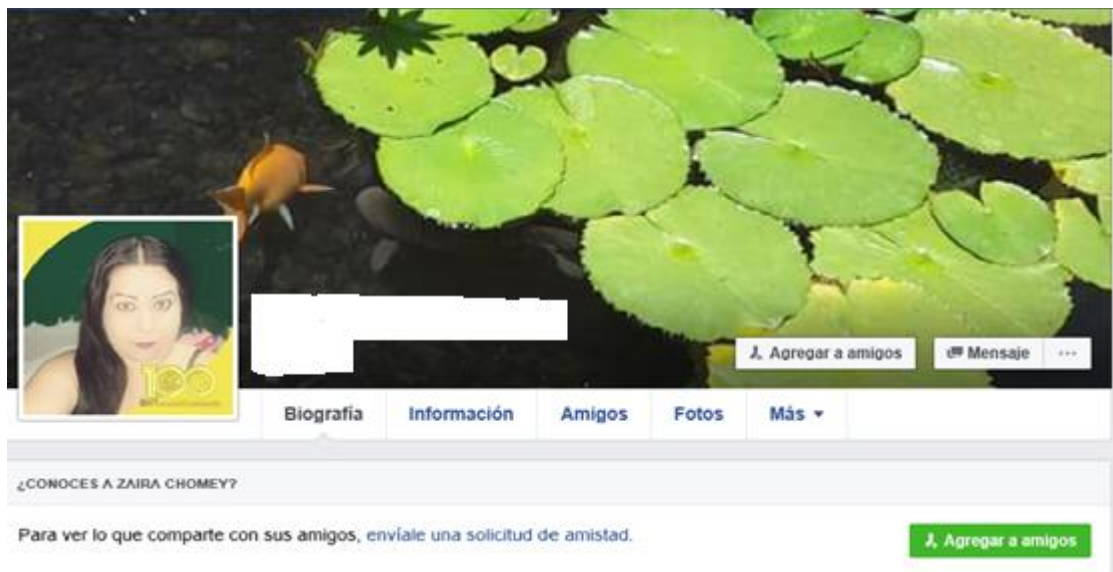 100
Agregar a amigos
Mensaje
Biografía
Información
Amigos
Fotos
Más
¿CONOCES A ZAIRA CHOMEY?
Para ver lo que comparte con sus amigos, envíale una solicitud de amistad.
Agregar a amigos